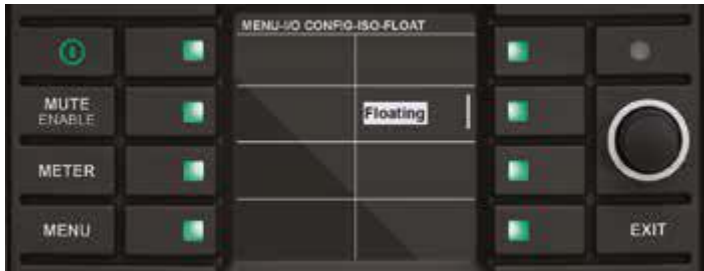 MENU-I/O CONFIG-ISO-FLOAT
MUTE
ENABLE
Floating
METER
MENU
EXIT